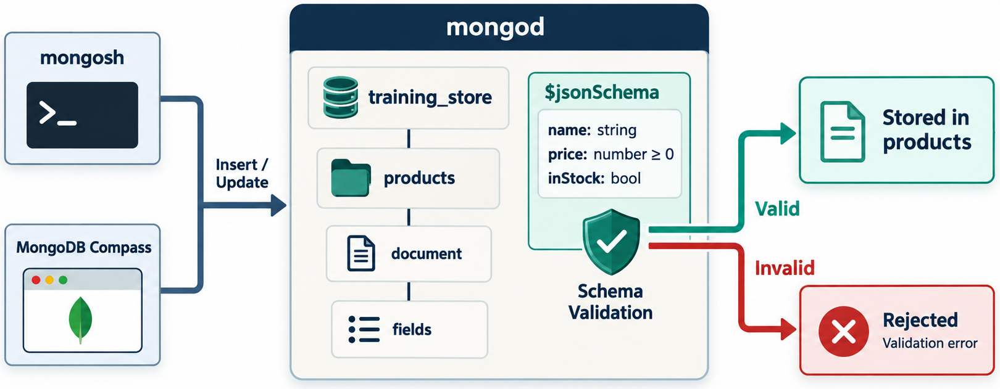 mongosh
>_
MongoDB Compass
Insert /
Update
mongod
training_store
products
document
fields
$jsonSchema
name: string
price: number ≥ 0
inStock: bool
Schema
Validation
Valid
Invalid
Stored in
products
Rejected
Validation error